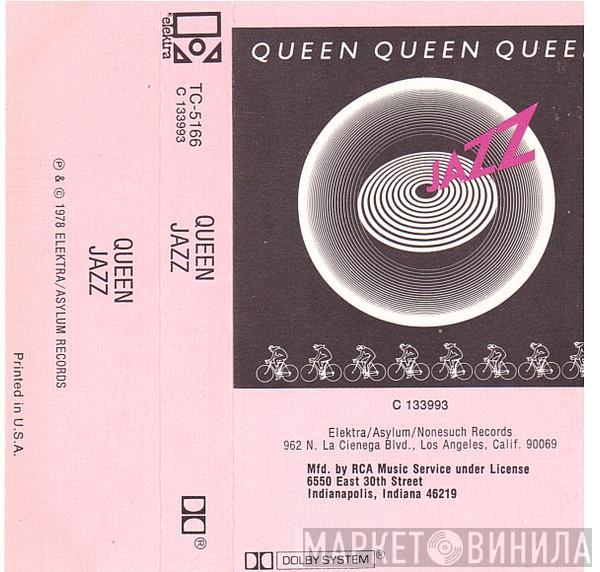 Printed in U.S.A.
℗ & © 1978 ELEKTRA/ASYLUM RECORDS
QUEEN
JAZZ
elektra
TC-5166
C 133993
QUEEN
JAZZ
QUEEN QUEEN QUEE
JAZZ
C 133993
Elektra/Asylum/Nonesuch Records
962 N. La Cienega Blvd., Los Angeles, Calif. 90069
Mfd. by RCA Music Service under License
6550 East 30th Street
Indianapolis, Indiana 46219
DOLBY SYSTEM ®
®
МАРКЕТ ВИНИЛА